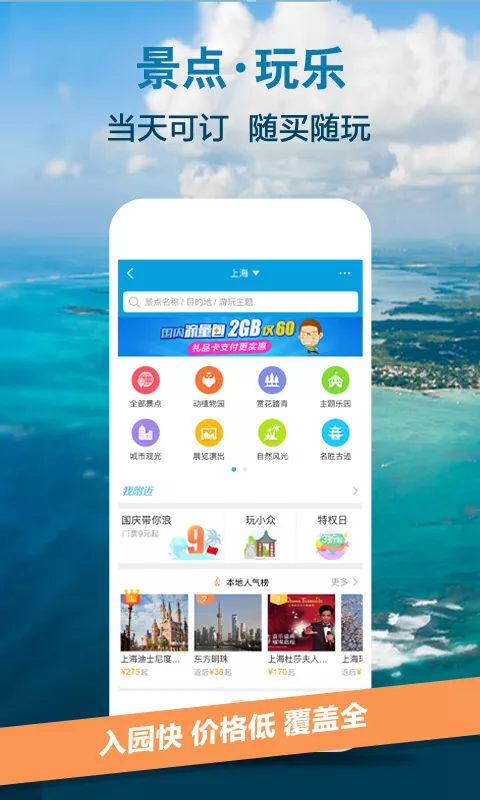 景点·玩乐
当天可订 随买随玩
上海
景点名称 / 目的地 / 游玩主题
国内流量包2GB仅60
礼品卡支付更实惠
全部景点 动植物园 赏花踏青 主题乐园
城市观光 展览演出 自然风光 名胜古迹
我附近
国庆带你浪 玩小众 特权日
门票9元起 9 3折起
本地人气榜 更多
1 2
上海迪士尼度... 东方明珠 上海杜莎夫人... 上海环
¥275起 返后¥38起 ¥170起 返后
入园快 价格低 覆盖全